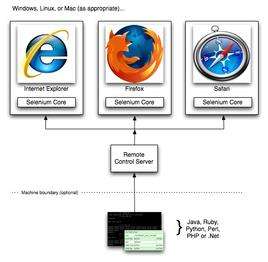 Windows, Linux, or Mac (as appropriate)...
Internet Explorer
Firefox
Safari
Selenium Core
Selenium Core
Selenium Core
Remote
Control Server
Machine boundary (optional)
Java, Ruby,
Python, Perl,
PHP or .Net